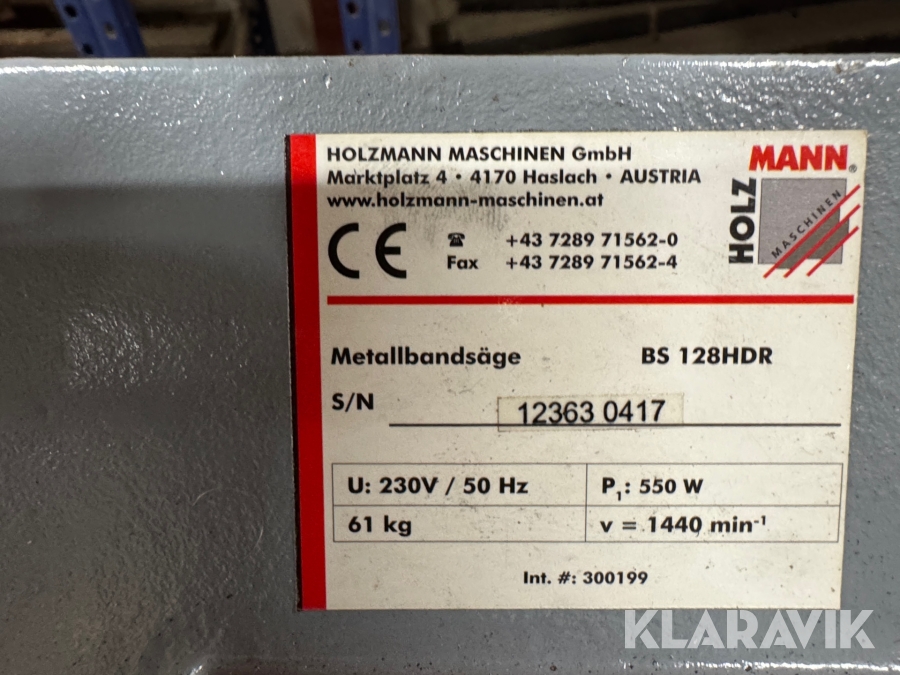 HOLZMANN MASCHINEN GmbH
Marktplatz 4 • 4170 Haslach • AUSTRIA
www.holzmann-maschinen.at
CE
☎ +43 7289 71562-0
Fax +43 7289 71562-4
HOLZ
MANN®
MASCHINEN
Metallbandsäge BS 128HDR
S/N 12363 0417
U: 230V / 50 Hz P₁: 550 W
61 kg v = 1440 min⁻¹
Int. #: 300199
KLARAVIK